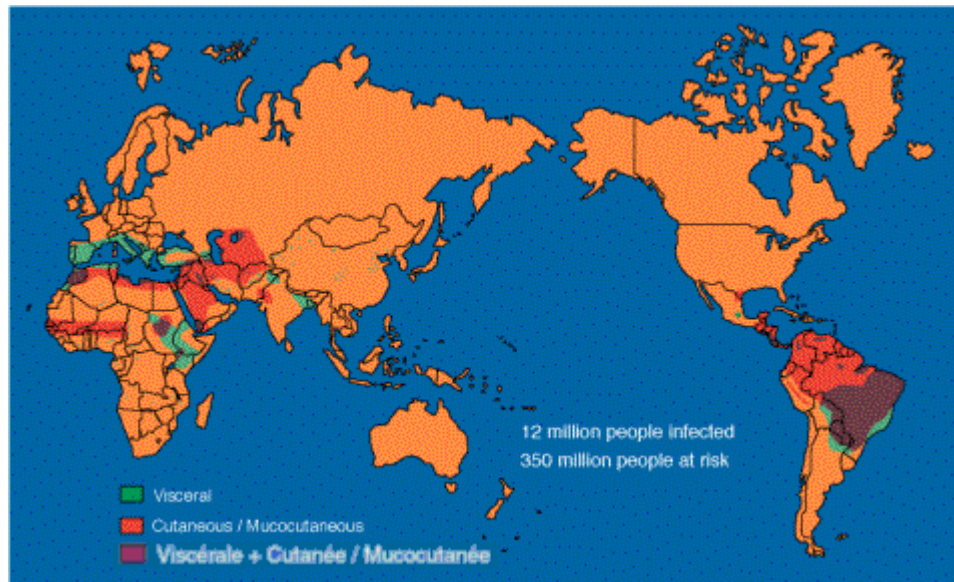 12 million people infected
350 million people at risk
Visceral
Cutaneous / Mucocutaneous
Viscérale + Cutanée / Mucocutanée